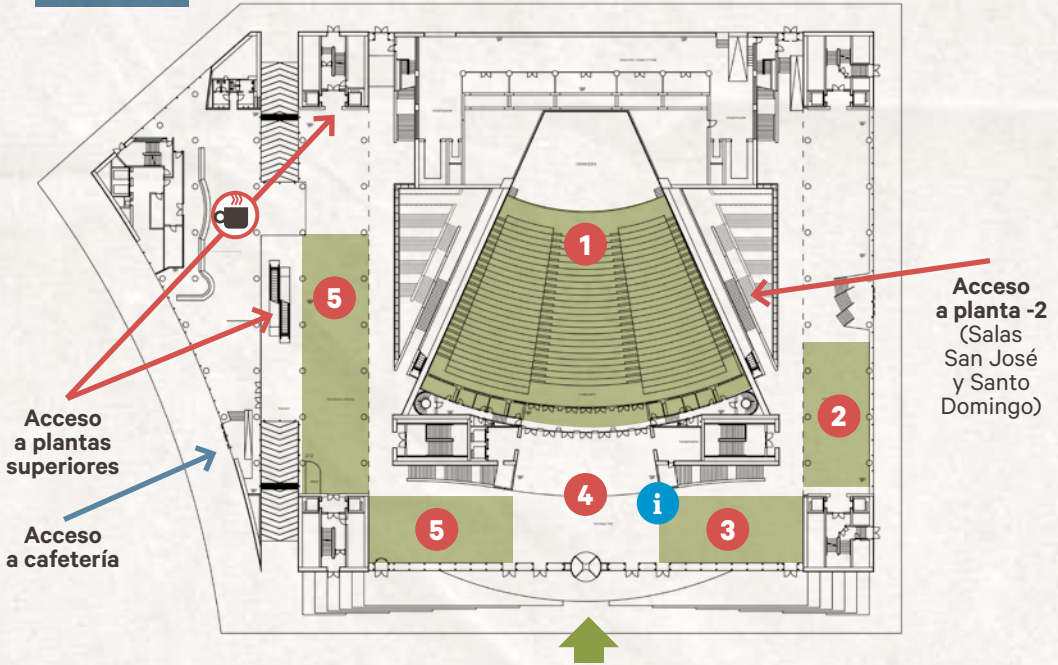 1
5
2
Acceso
a planta -2
(Salas
San José
y Santo
Domingo)
Acceso
a plantas
superiores
4
i
5
3
Acceso
a cafetería